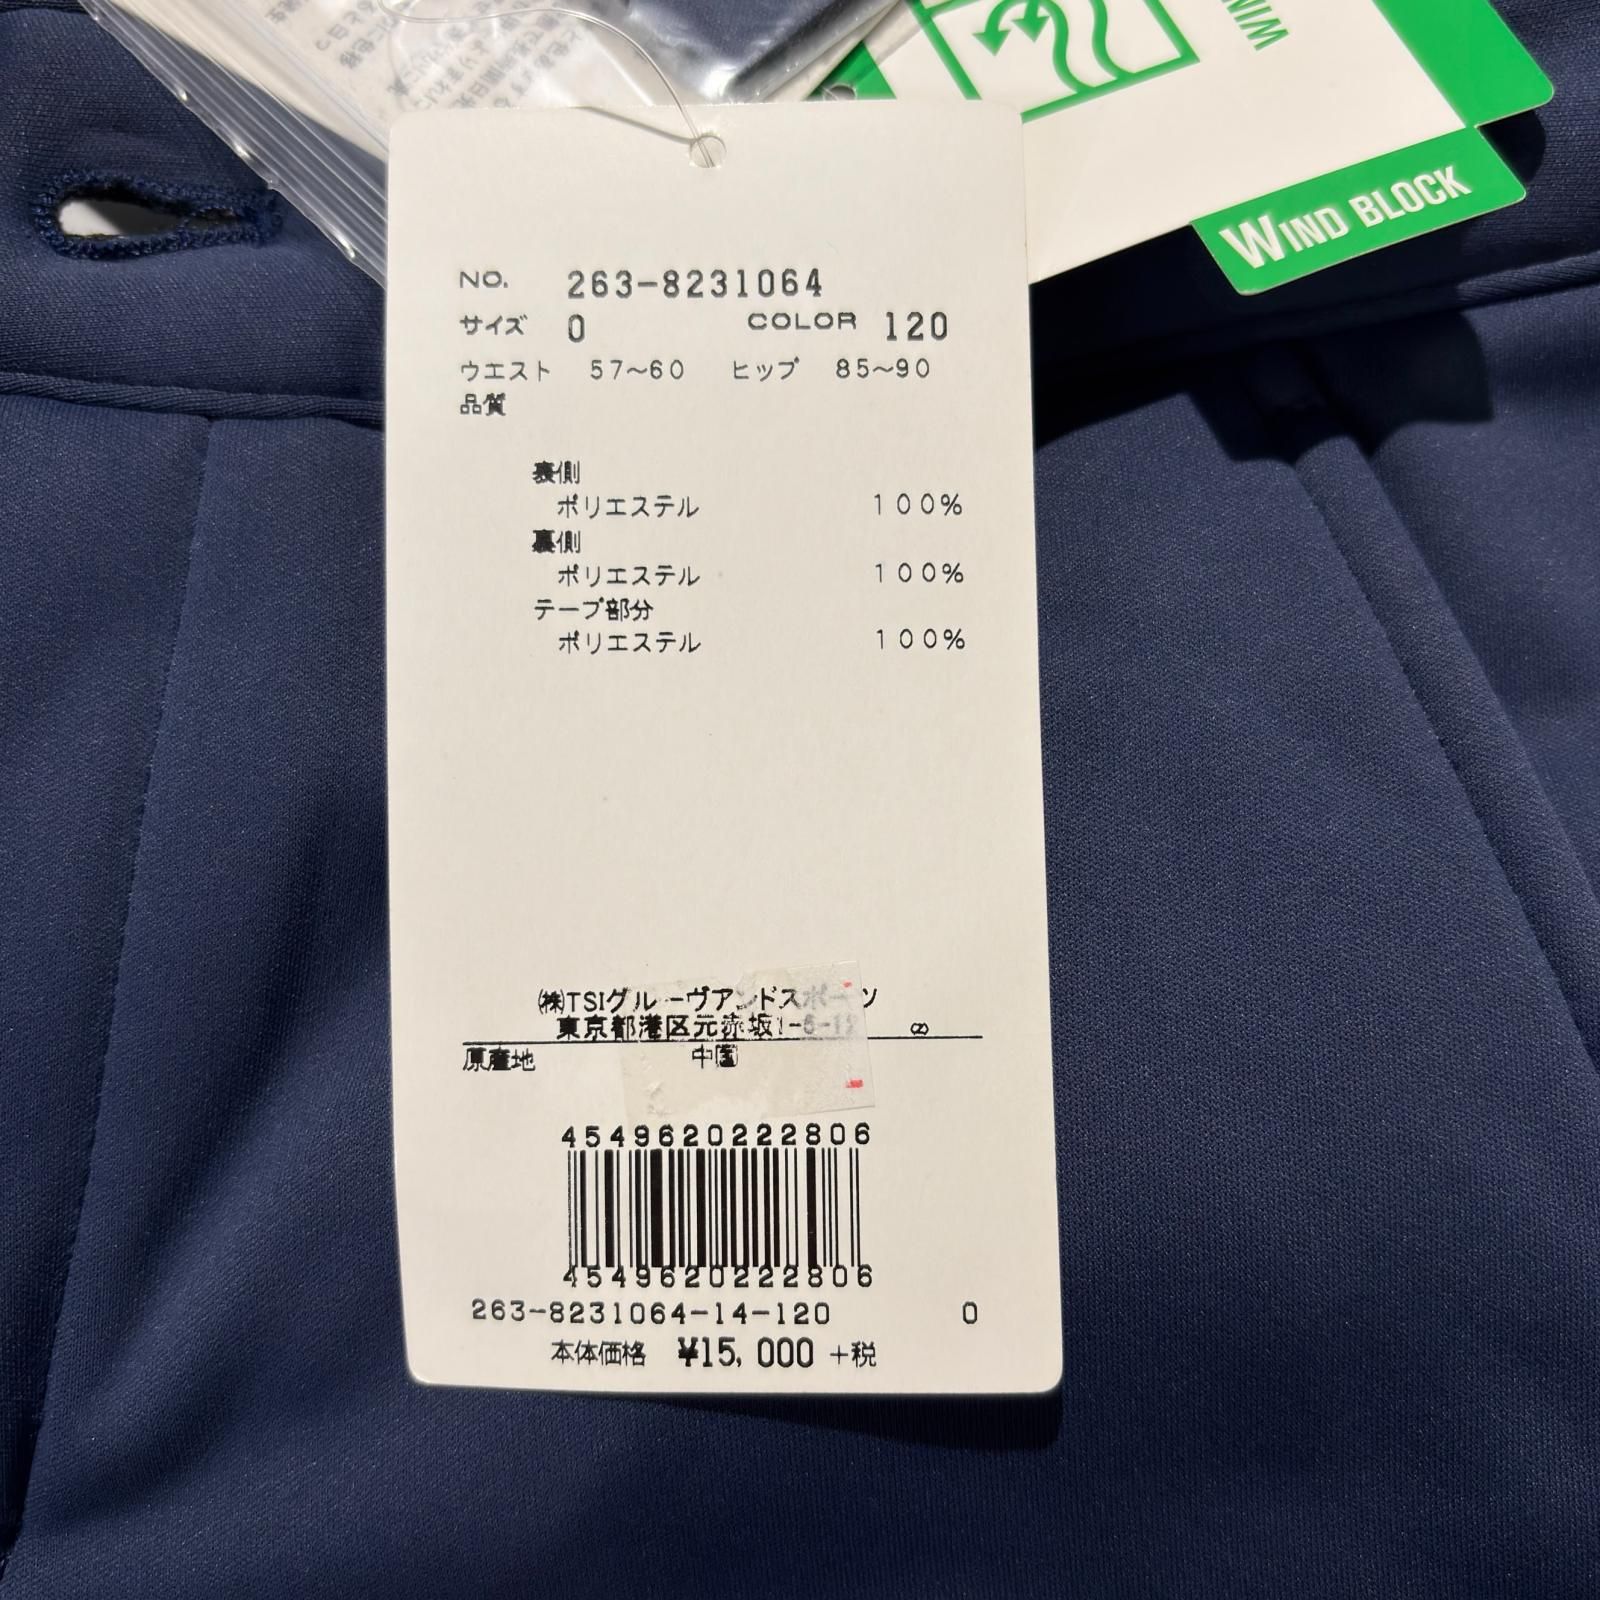 WIND BLOCK
NO. 263-8231064
サイズ 0 COLOR 120
ウエスト 57～60 ヒップ 85～90
品質
表側
ポリエステル 100%
裏側
ポリエステル 100%
テープ部分
ポリエステル 100%
㈱TSIグルーヴアンドスポーツ
東京都港区元赤坂 (2)
原産地 中国
4549620222806
4549620222806
263-8231064-14-120 0
本体価格 ¥15,000 +税